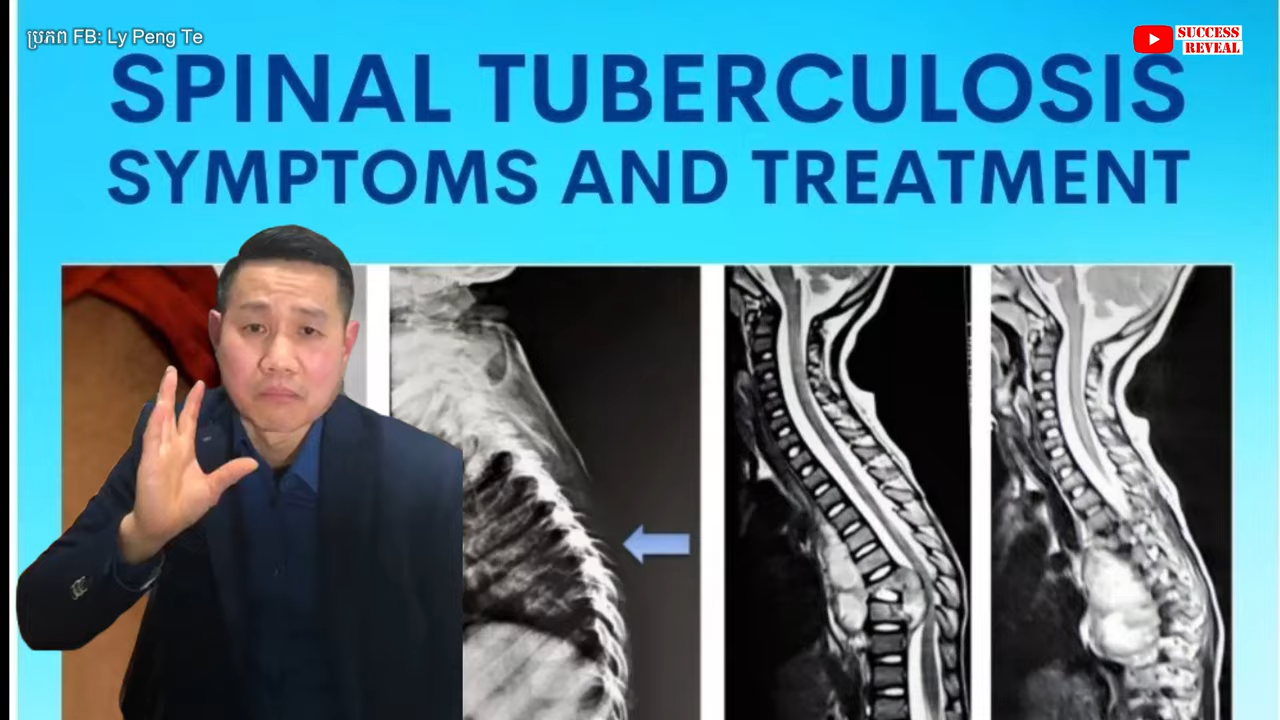 ប្រភព FB: Ly Peng Te
SUCCESS
REVEAL
SPINAL TUBERCULOSIS
SYMPTOMS AND TREATMENT